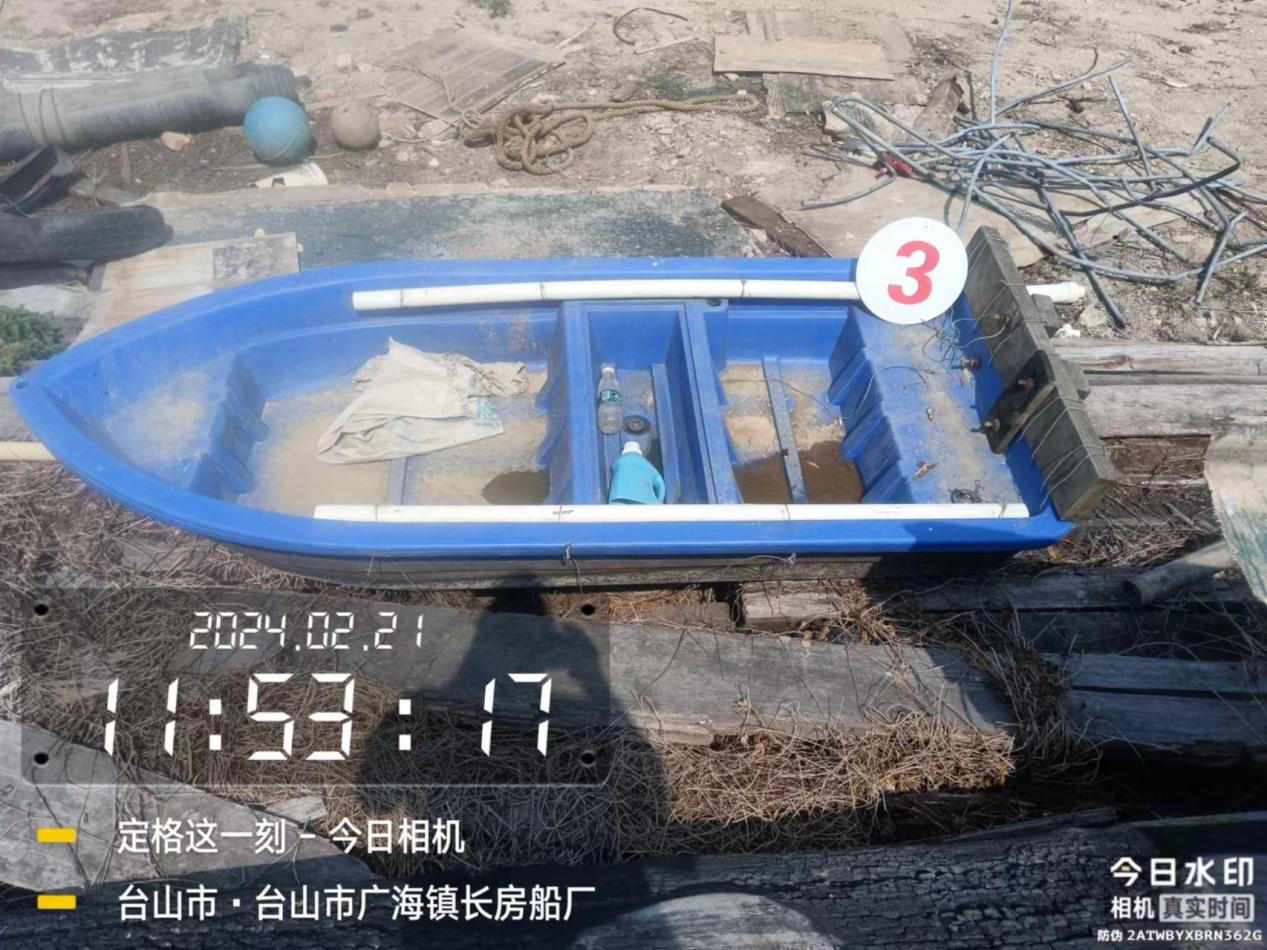 3
2024.02.21
11:53:17
定格这一刻-今日相机
台山市·台山市广海镇长房船厂
今日水印
相机真实时间
防伪 2ATWBYXBRN362G